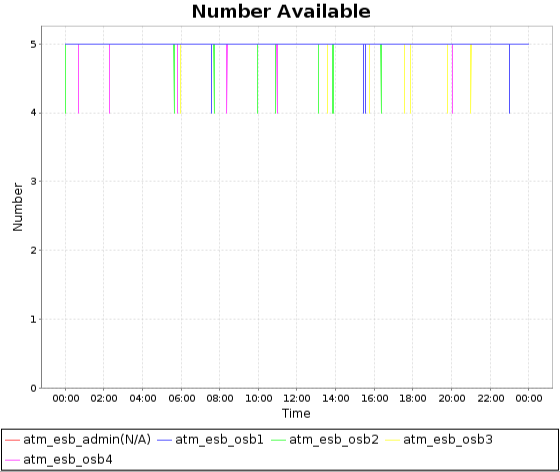 Number Available
5
4
3
2
1
0
Number
00:00 02:00 04:00 06:00 08:00 10:00 12:00 14:00 16:00 18:00 20:00 22:00 00:00
Time
atm_esb_admin(N/A) atm_esb_osb1 atm_esb_osb2 atm_esb_osb3
atm_esb_osb4